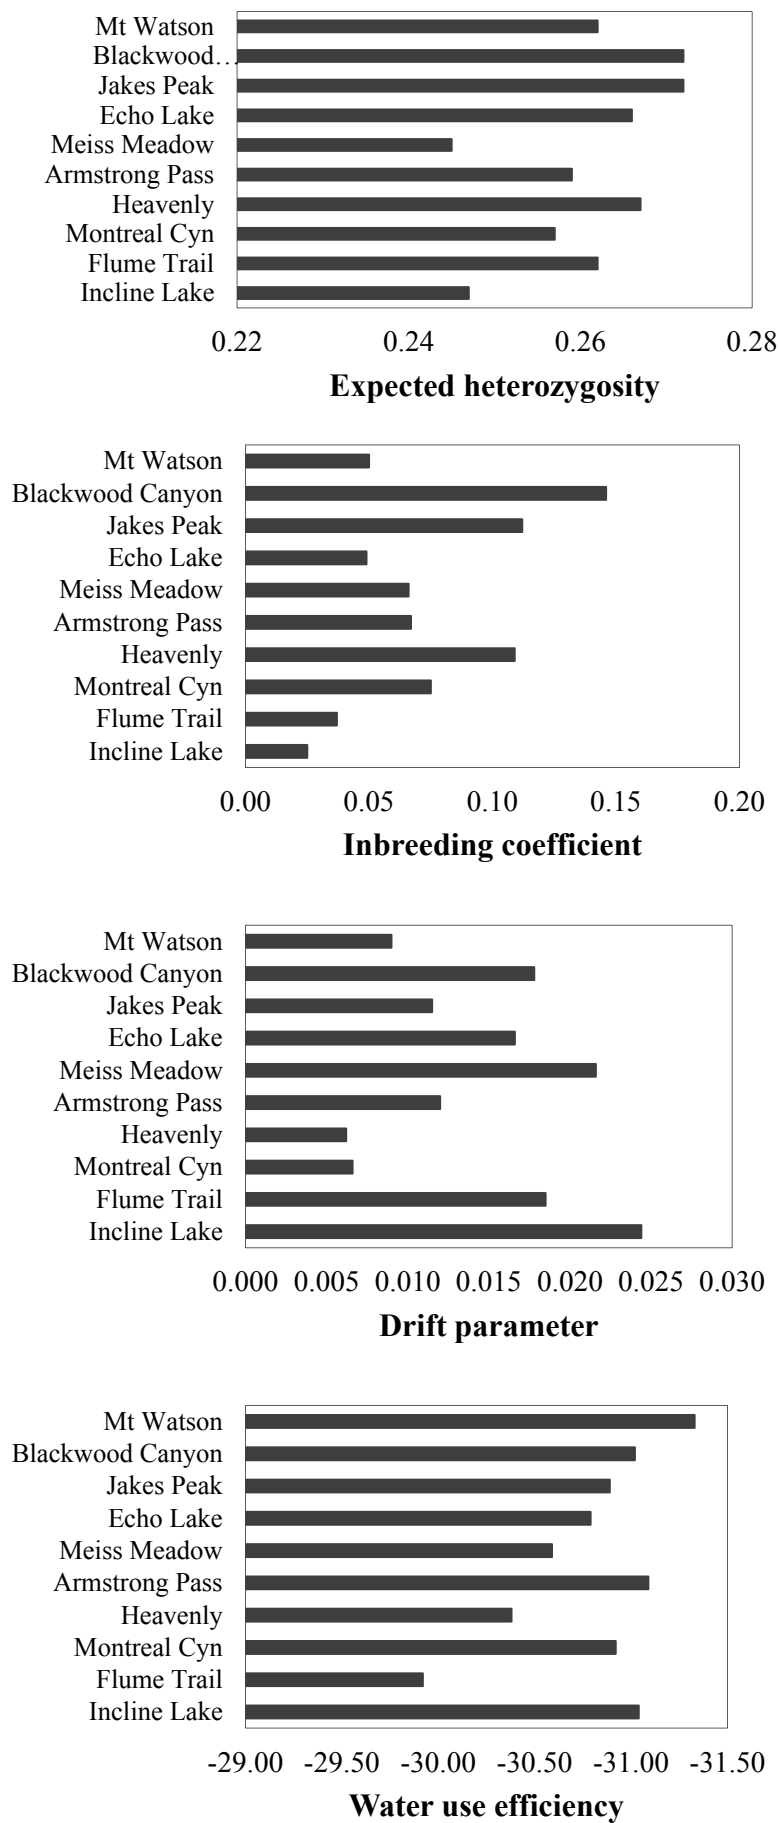 Mt Watson
Blackwood…
Jakes Peak
Echo Lake
Meiss Meadow
Armstrong Pass
Heavenly
Montreal Cyn
Flume Trail
Incline Lake
0.22 0.24 0.26 0.28
Expected heterozygosity
Mt Watson
Blackwood Canyon
Jakes Peak
Echo Lake
Meiss Meadow
Armstrong Pass
Heavenly
Montreal Cyn
Flume Trail
Incline Lake
0.00 0.05 0.10 0.15 0.20
Inbreeding coefficient
Mt Watson
Blackwood Canyon
Jakes Peak
Echo Lake
Meiss Meadow
Armstrong Pass
Heavenly
Montreal Cyn
Flume Trail
Incline Lake
0.000 0.005 0.010 0.015 0.020 0.025 0.030
Drift parameter
Mt Watson
Blackwood Canyon
Jakes Peak
Echo Lake
Meiss Meadow
Armstrong Pass
Heavenly
Montreal Cyn
Flume Trail
Incline Lake
-29.00 -29.50 -30.00 -30.50 -31.00 -31.50
Water use efficiency